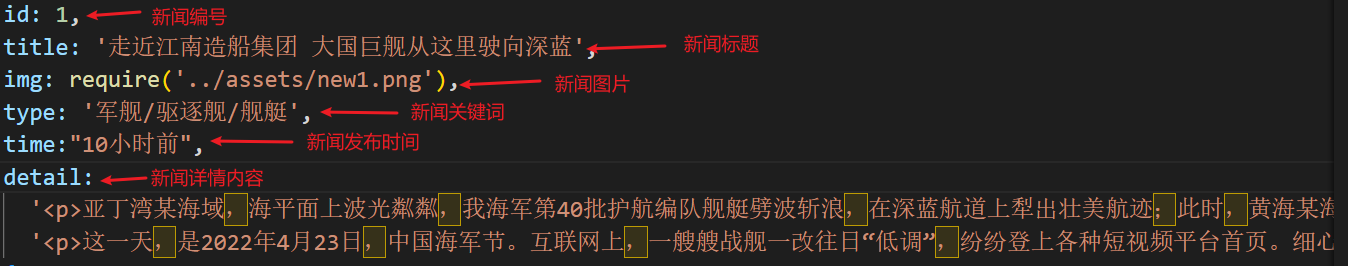 id: 1, 新闻编号
title: '走近江南造船集团 大国巨舰从这里驶向深蓝', 新闻标题
img: require('../assets/new1.png'), 新闻图片
type: '军舰/驱逐舰/舰艇', 新闻关键词
time:"10小时前", 新闻发布时间
detail: 新闻详情内容
'<p>亚丁湾某海域，海平面上波光粼粼，我海军第40批护航编队舰艇劈波斩浪，在深蓝航道上犁出壮美航迹；此时，黄海某海
'<p>这一天，是2022年4月23日，中国海军节。互联网上，一艘艘战舰一改往日“低调”，纷纷登上各种短视频平台首页。细心